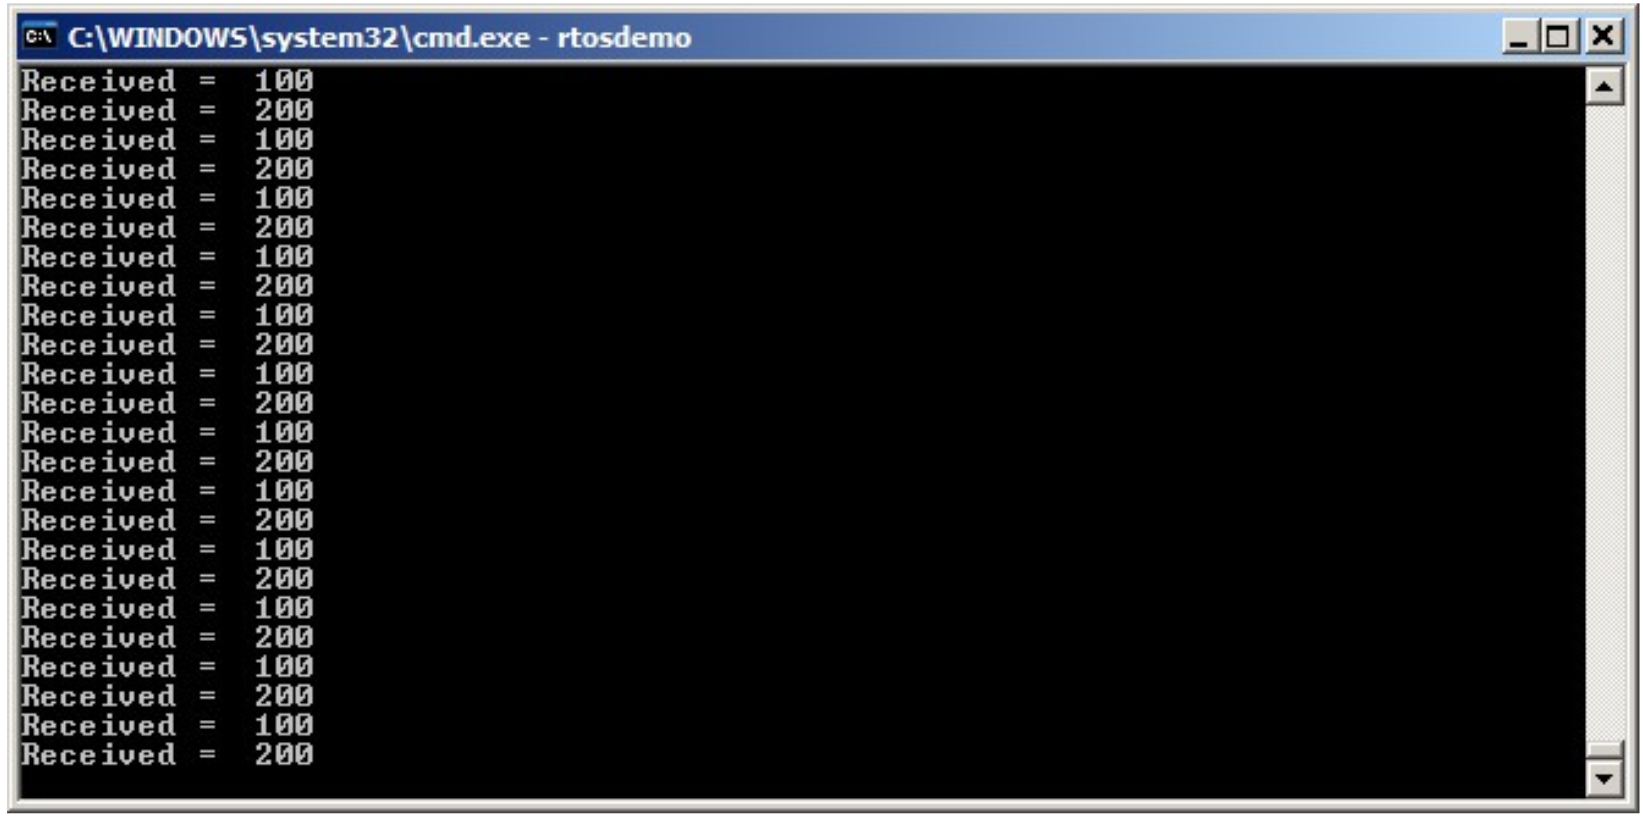 C:\WINDOWS\system32\cmd.exe - rtosdemo
Received =  100
Received =  200
Received =  100
Received =  200
Received =  100
Received =  200
Received =  100
Received =  200
Received =  100
Received =  200
Received =  100
Received =  200
Received =  100
Received =  200
Received =  100
Received =  200
Received =  100
Received =  200
Received =  100
Received =  200
Received =  100
Received =  200
Received =  100
Received =  200